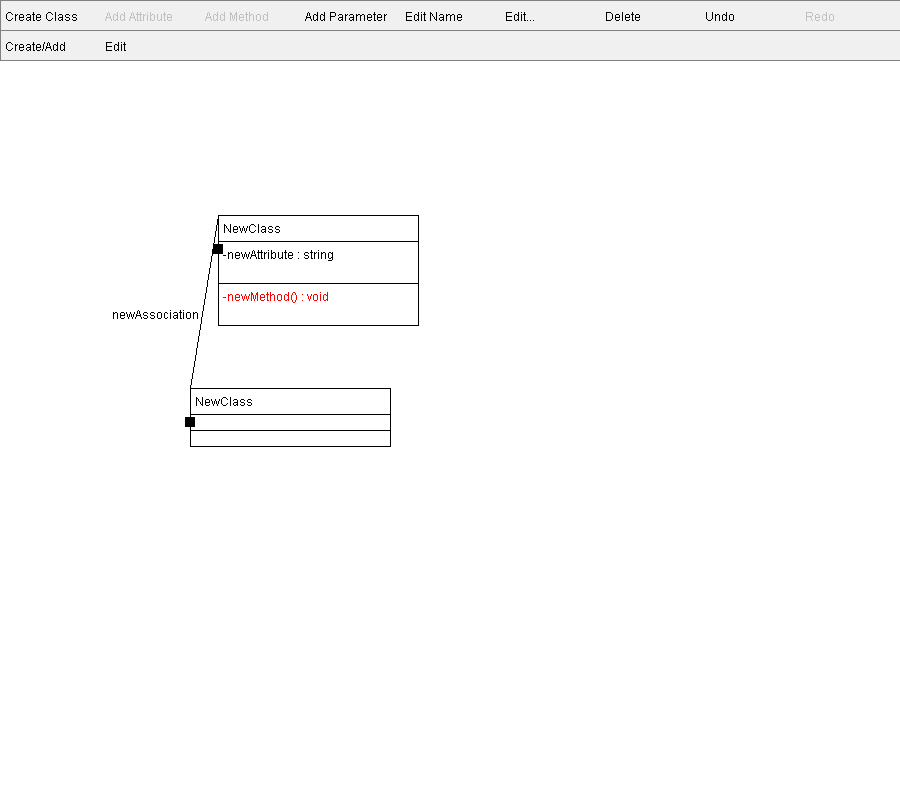 Create Class Add Attribute Add Method Add Parameter Edit Name Edit... Delete Undo Redo
Create/Add Edit
NewClass
-newAttribute : string
-newMethod() : void
newAssociation
NewClass